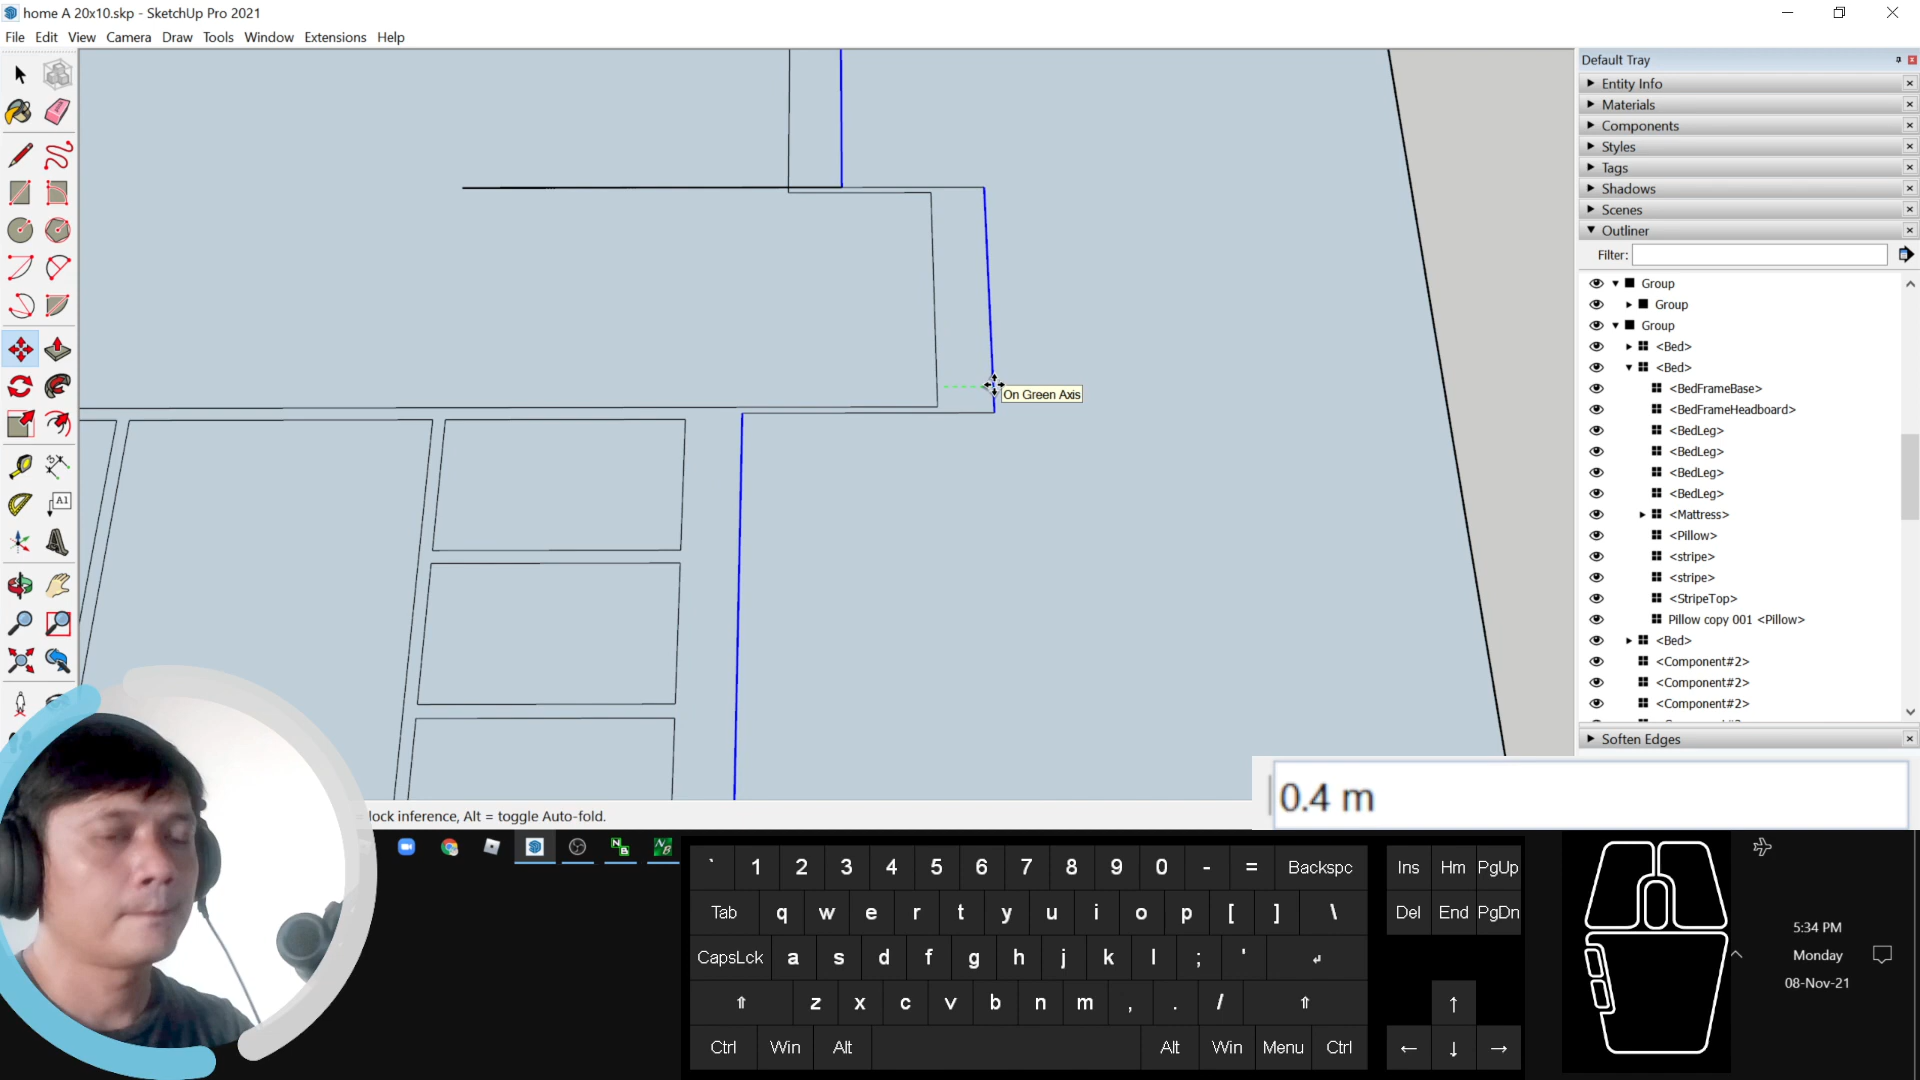 home A 20x10.skp - SketchUp Pro 2021
File Edit View Camera Draw Tools Window Extensions Help
Default Tray
Entity Info
Materials
Components
Styles
Tags
Shadows
Scenes
Outliner
Filter:
Group
Group
Group
<Bed>
<Bed>
<BedFrameBase>
<BedFrameHeadboard>
<BedLeg>
<BedLeg>
<BedLeg>
<BedLeg>
<Mattress>
<Pillow>
<stripe>
<stripe>
<StripeTop>
Pillow copy 001 <Pillow>
<Bed>
<Component#2>
<Component#2>
<Component#2>
Soften Edges
A1
On Green Axis
lock inference, Alt = toggle Auto-fold.
0.4 m
` 1 2 3 4 5 6 7 8 9 0 - = Backspc Ins Hm PgUp
Tab q w e r t y u i o p [ ] \ Del End PgDn
CapsLck a s d f g h j k l ; ' ↵
⇧ z x c v b n m , . / ⇧ ↑
Ctrl Win Alt Alt Win Menu Ctrl ← ↓ →
5:34 PM
Monday
08-Nov-21